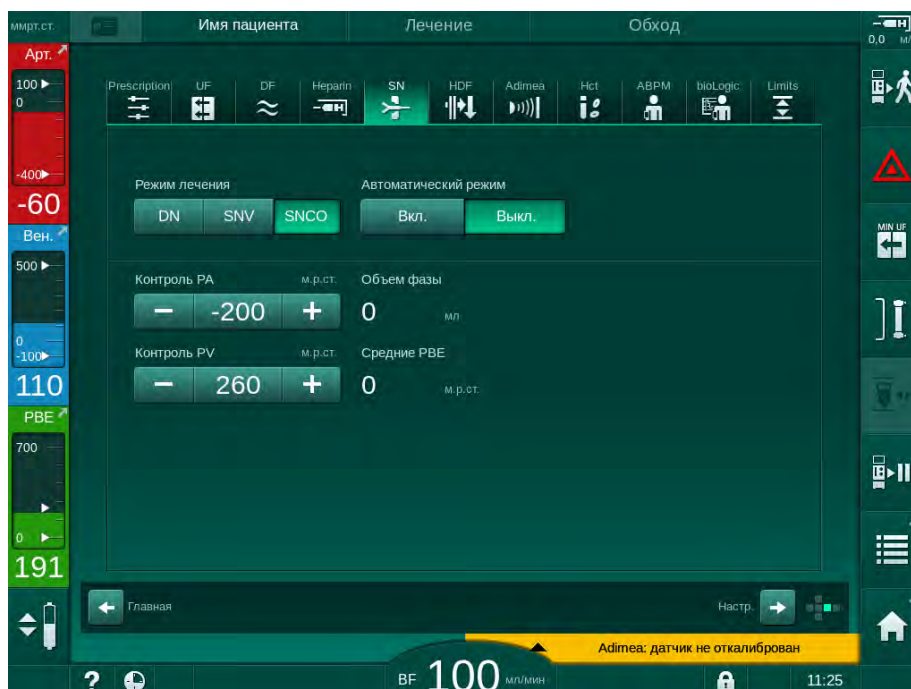 ммрт.ст.
Имя пациента
Лечение
Обход
0,0
Арт.
100
0
-400
-60
Вен.
500
0
-100
110
PBE
700
0
191
Prescription
UF
DF
Heparin
SN
HDF
Adimea
Hct
ABPM
bioLogic
Limits
Режим лечения
Автоматический режим
DN
SNV
SNCO
Вкл.
Выкл.
Контроль PA
м.р.ст.
Объем фазы
-200
0
мл
Контроль PV
м.р.ст.
Средние PBE
260
0
м.р.ст.
MIN UF
Главная
Настр.
Adimea: датчик не откалиброван
?
BF 100 мл/мин
11:25